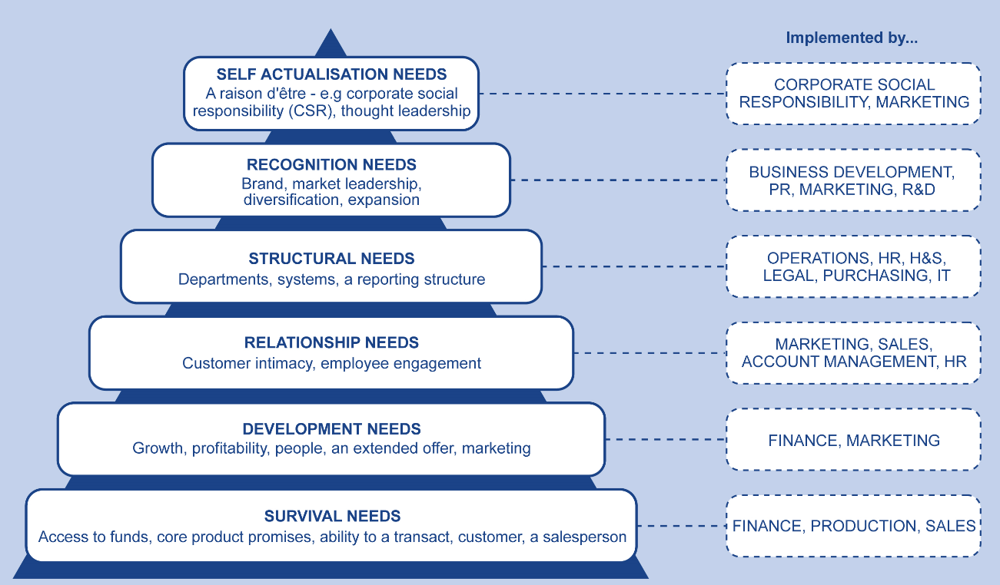 Implemented by...
SELF ACTUALISATION NEEDS
A raison d'être - e.g corporate social
responsibility (CSR), thought leadership
CORPORATE SOCIAL
RESPONSIBILITY, MARKETING
RECOGNITION NEEDS
Brand, market leadership,
diversification, expansion
BUSINESS DEVELOPMENT,
PR, MARKETING, R&D
STRUCTURAL NEEDS
Departments, systems, a reporting structure
OPERATIONS, HR, H&S,
LEGAL, PURCHASING, IT
RELATIONSHIP NEEDS
Customer intimacy, employee engagement
MARKETING, SALES,
ACCOUNT MANAGEMENT, HR
DEVELOPMENT NEEDS
Growth, profitability, people, an extended offer, marketing
FINANCE, MARKETING
SURVIVAL NEEDS
Access to funds, core product promises, ability to a transact, customer, a salesperson
FINANCE, PRODUCTION, SALES